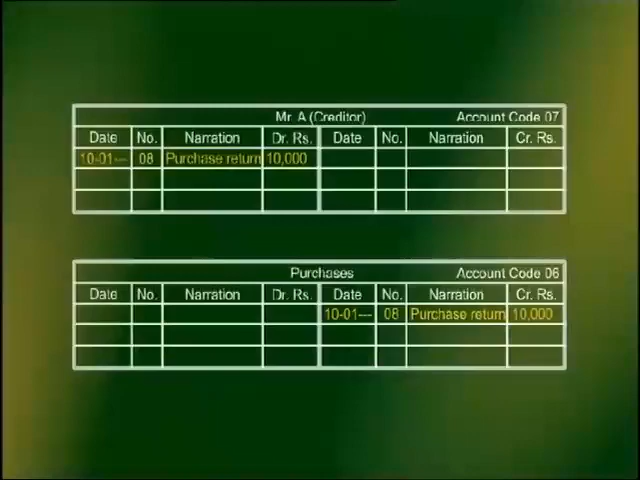 Mr. A (Creditor) Account Code 07
Date No. Narration Dr. Rs. Date No. Narration Cr. Rs.
10-01--- 08 Purchase return 10,000
Purchases Account Code 06
Date No. Narration Dr. Rs. Date No. Narration Cr. Rs.
10-01--- 08 Purchase return 10,000